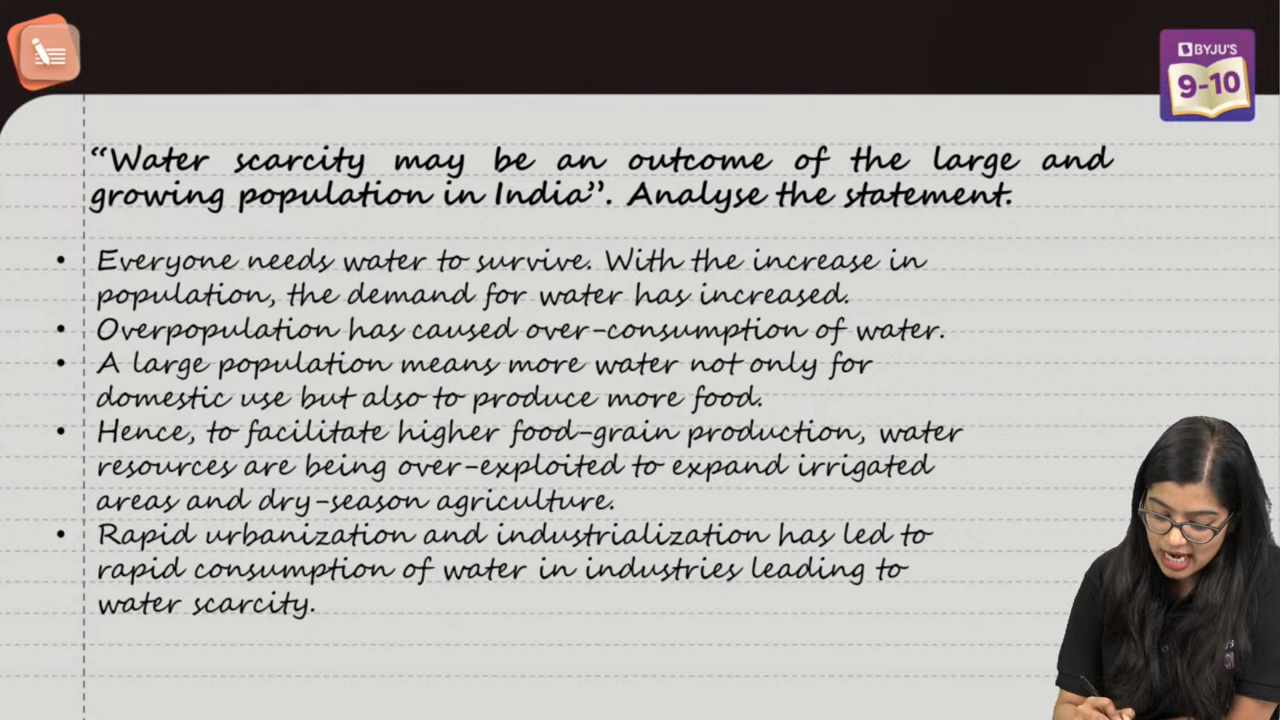 BYJU'S
9-10
“Water scarcity may be an outcome of the large and
growing population in India”. Analyse the statement.
• Everyone needs water to survive. With the increase in
population, the demand for water has increased.
• Overpopulation has caused over-consumption of water.
• A large population means more water not only for
domestic use but also to produce more food.
• Hence, to facilitate higher food-grain production, water
resources are being over-exploited to expand irrigated
areas and dry-season agriculture.
• Rapid urbanization and industrialization has led to
rapid consumption of water in industries leading to
water scarcity.